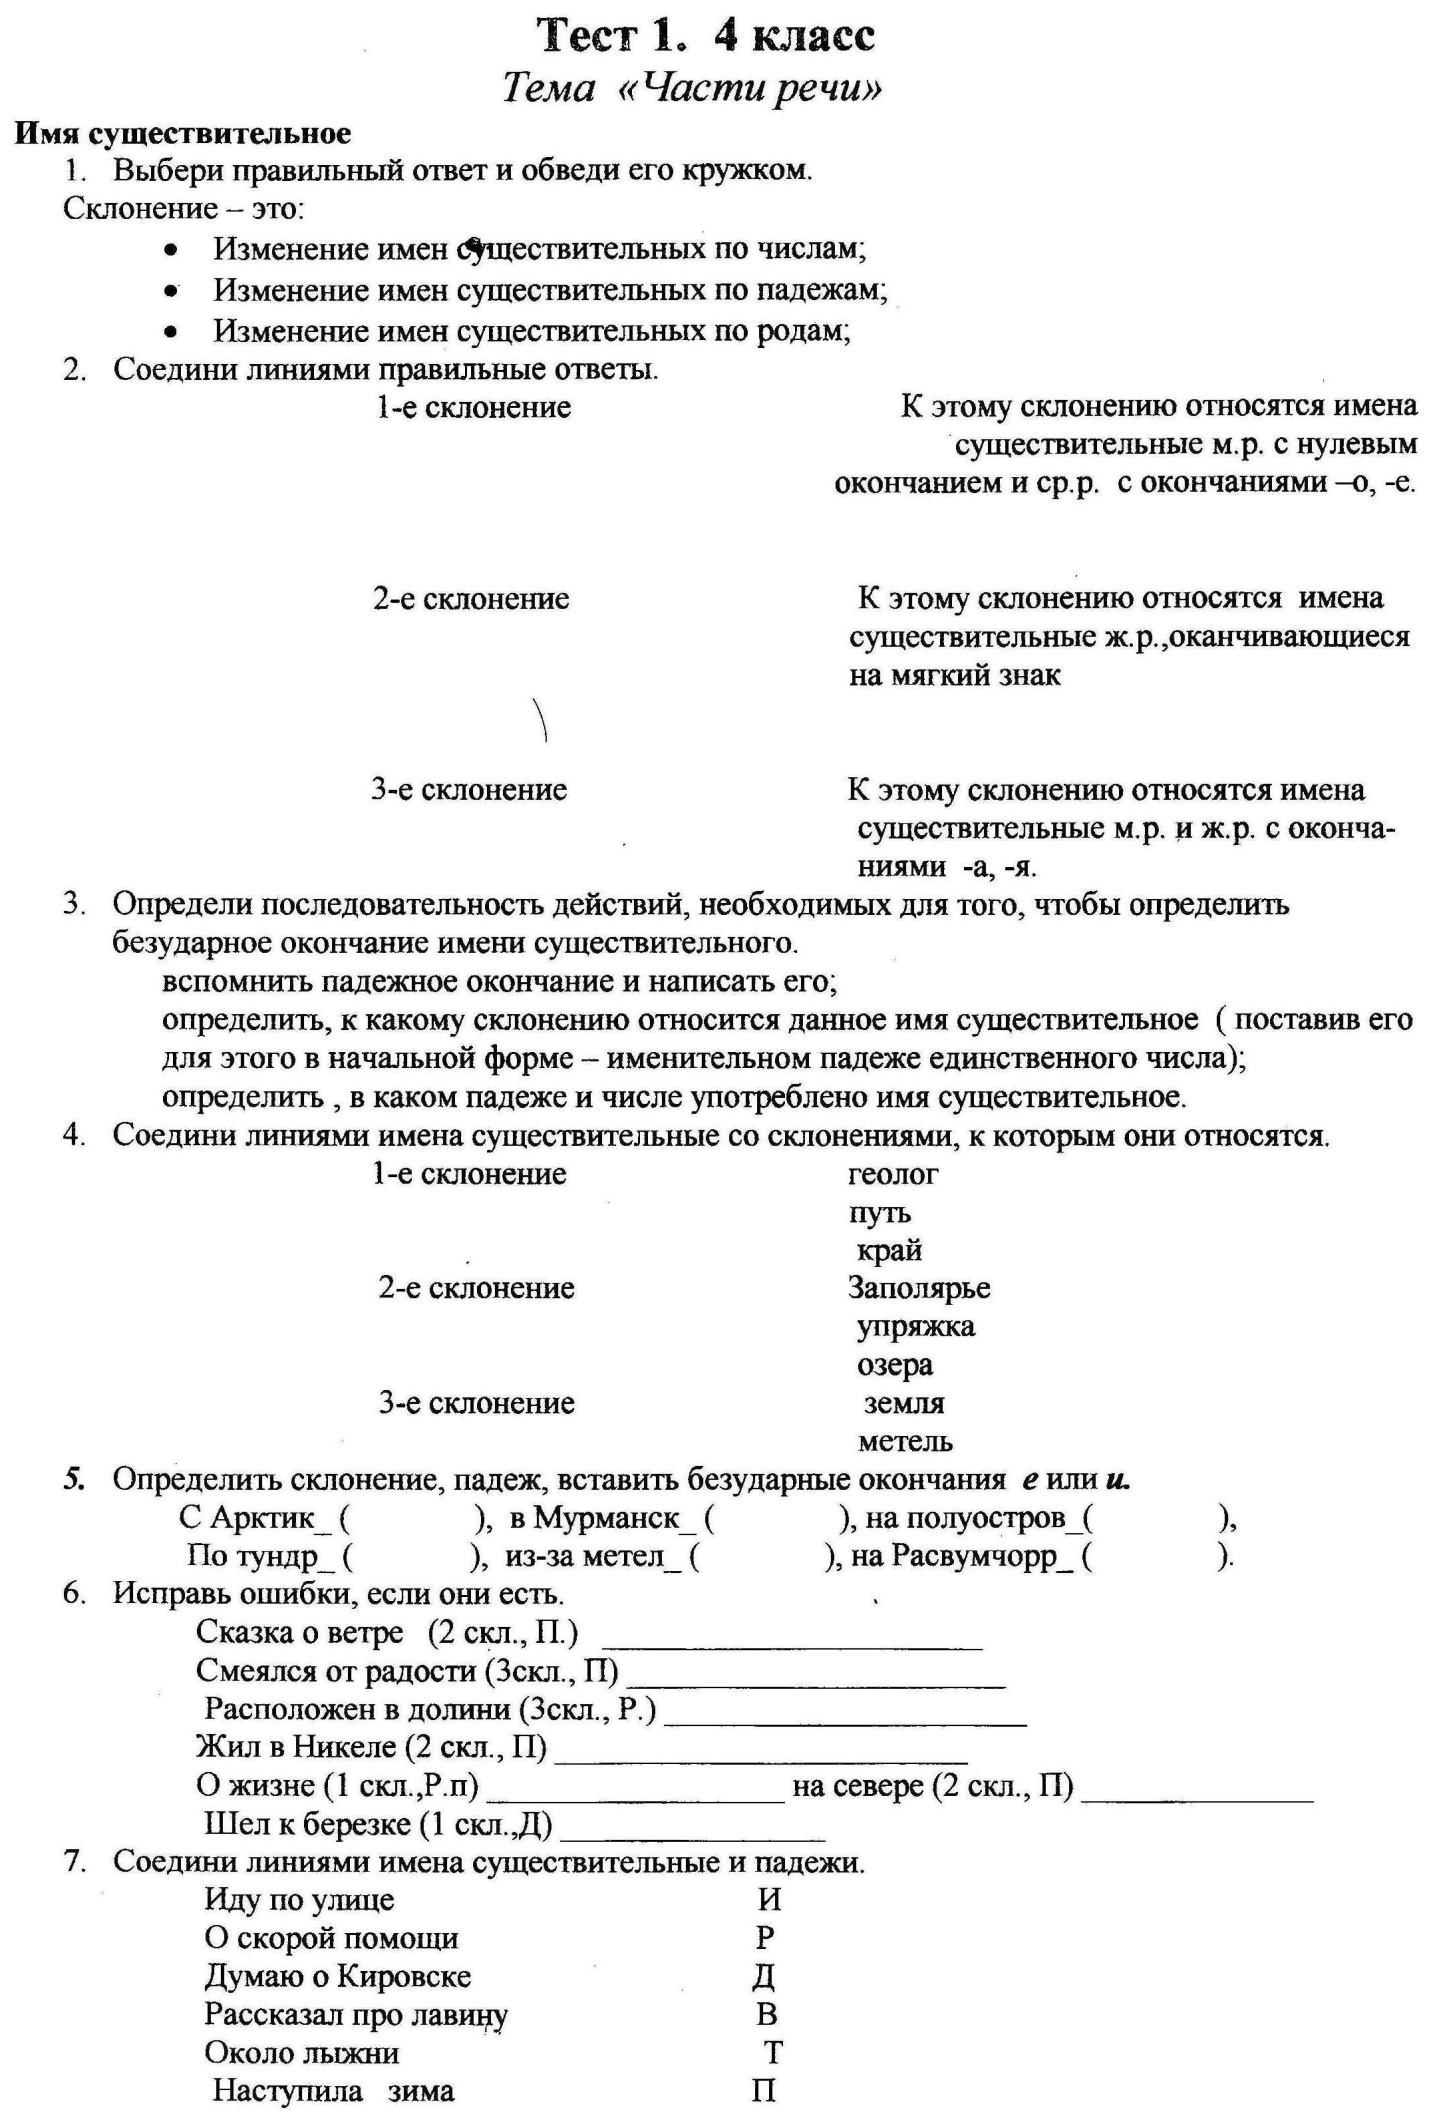 Тест 1. 4 класс
Тема «Части речи»
Имя существительное
1. Выбери правильный ответ и обведи его кружком.
Склонение – это:
• Изменение имен существительных по числам;
• Изменение имен существительных по падежам;
• Изменение имен существительных по родам;
2. Соедини линиями правильные ответы.
1-е склонение К этому склонению относятся имена
существительные м.р. с нулевым
окончанием и ср.р. с окончаниями –о, -е.
2-е склонение К этому склонению относятся имена
существительные ж.р.,оканчивающиеся
на мягкий знак
3-е склонение К этому склонению относятся имена
существительные м.р. и ж.р. с оконча-
ниями -а, -я.
3. Определи последовательность действий, необходимых для того, чтобы определить
безударное окончание имени существительного.
вспомнить падежное окончание и написать его;
определить, к какому склонению относится данное имя существительное ( поставив его
для этого в начальной форме – именительном падеже единственного числа);
определить , в каком падеже и числе употреблено имя существительное.
4. Соедини линиями имена существительные со склонениями, к которым они относятся.
1-е склонение геолог
путь
край
2-е склонение Заполярье
упряжка
озера
3-е склонение земля
метель
5. Определить склонение, падеж, вставить безударные окончания е или и.
С Арктик_ ( ), в Мурманск_ ( ), на полуостров_( ),
По тундр_ ( ), из-за метел_ ( ), на Расвумчорр_ ( ).
6. Исправь ошибки, если они есть.
Сказка о ветре (2 скл., П.) ____________________
Смеялся от радости (3скл., П) ____________________
Расположен в долини (3скл., Р.) ____________________
Жил в Никеле (2 скл., П) ____________________
О жизне (1 скл.,Р.п) ________________ на севере (2 скл., П) ____________
Шел к березке (1 скл.,Д) ______________
7. Соедини линиями имена существительные и падежи.
Иду по улице И
О скорой помощи Р
Думаю о Кировске Д
Рассказал про лавину В
Около лыжни Т
Наступила зима П